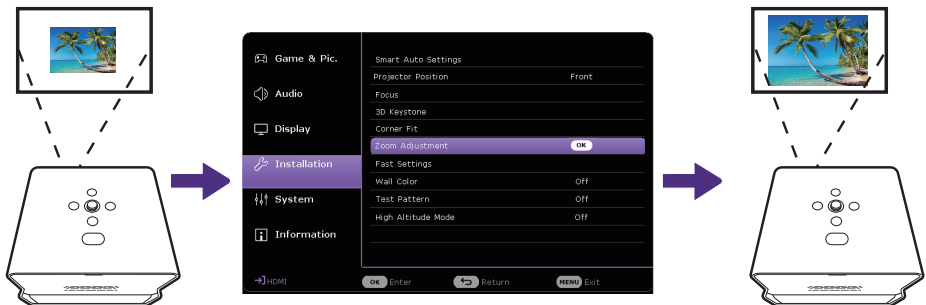 Game & Pic.
Audio
Display
Installation
System
Information
Smart Auto Settings
Projector Position Front
Focus
3D Keystone
Corner Fit
Zoom Adjustment OK
Fast Settings
Wall Color Off
Test Pattern Off
High Altitude Mode Off
HDMI OK Enter Return MENU Exit